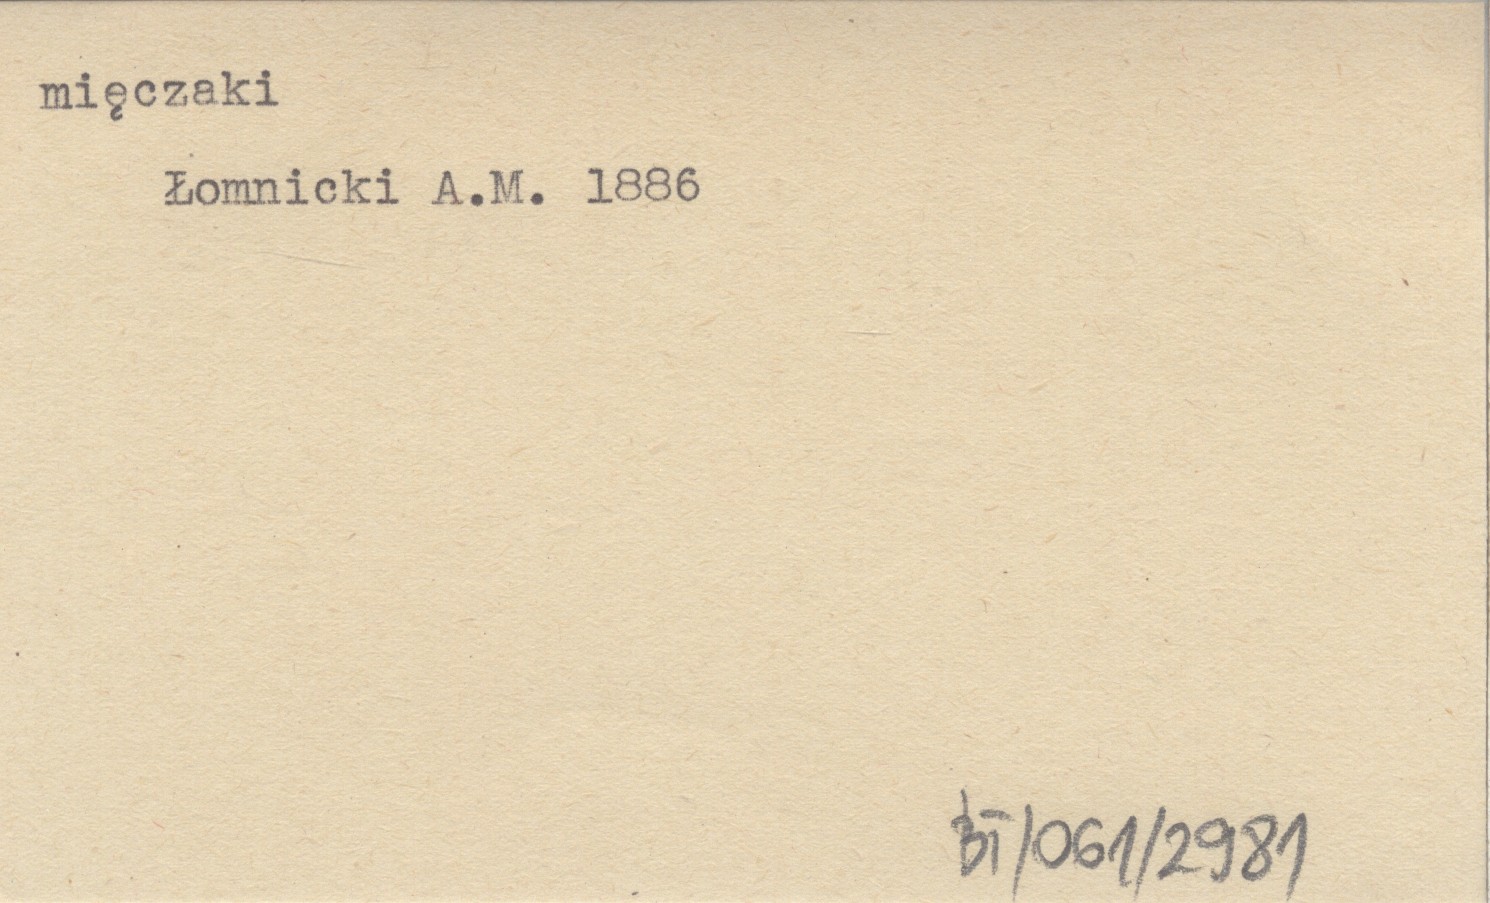 mięczaki
Łomnicki A.M. 1886
BI/061/2981